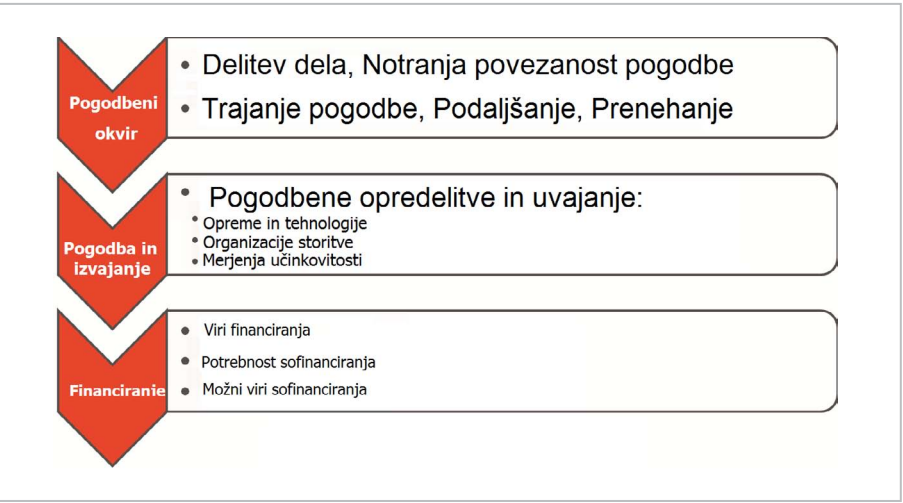 Pogodbeni
okvir
• Delitev dela, Notranja povezanost pogodbe
• Trajanje pogodbe, Podaljšanje, Prenehanje
Pogodba in
izvajanje
• Pogodbene opredelitve in uvajanje:
• Opreme in tehnologije
• Organizacije storitve
• Merjenja učinkovitosti
Financiranje
• Viri financiranja
• Potrebnost sofinanciranja
• Možni viri sofinanciranja